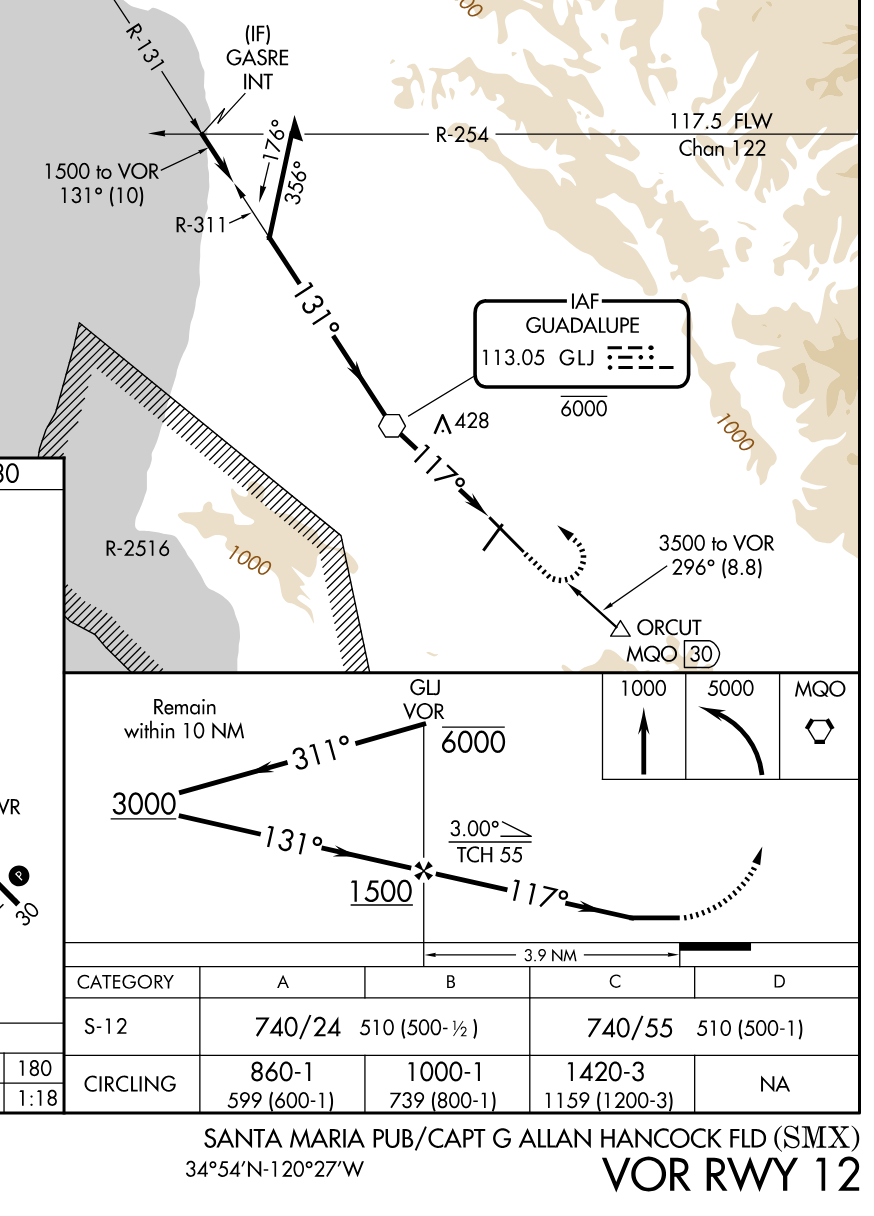 R-131
(IF)
GASRE
INT
117.5 FLW
R-254
Chan 122
1500 to VOR
131° (10)
176°
356°
R-311
131°
IAF
GUADALUPE
113.05 GLJ
6000
428
1000
117°
30
R-2516
1000
3500 to VOR
296° (8.8)
ORCUT
MQO 30
Remain
within 10 NM
GLJ
VOR
6000
1000
5000
MQO
311°
3000
131°
3.00°
TCH 55
1500
117°
VR
P
30
3.9 NM
CATEGORY A B C D
S-12 740/24 510 (500-½) 740/55 510 (500-1)
CIRCLING 860-1 1000-1 1420-3 NA
599 (600-1) 739 (800-1) 1159 (1200-3)
180
1:18
SANTA MARIA PUB/CAPT G ALLAN HANCOCK FLD (SMX)
34°54'N-120°27'W
VOR RWY 12